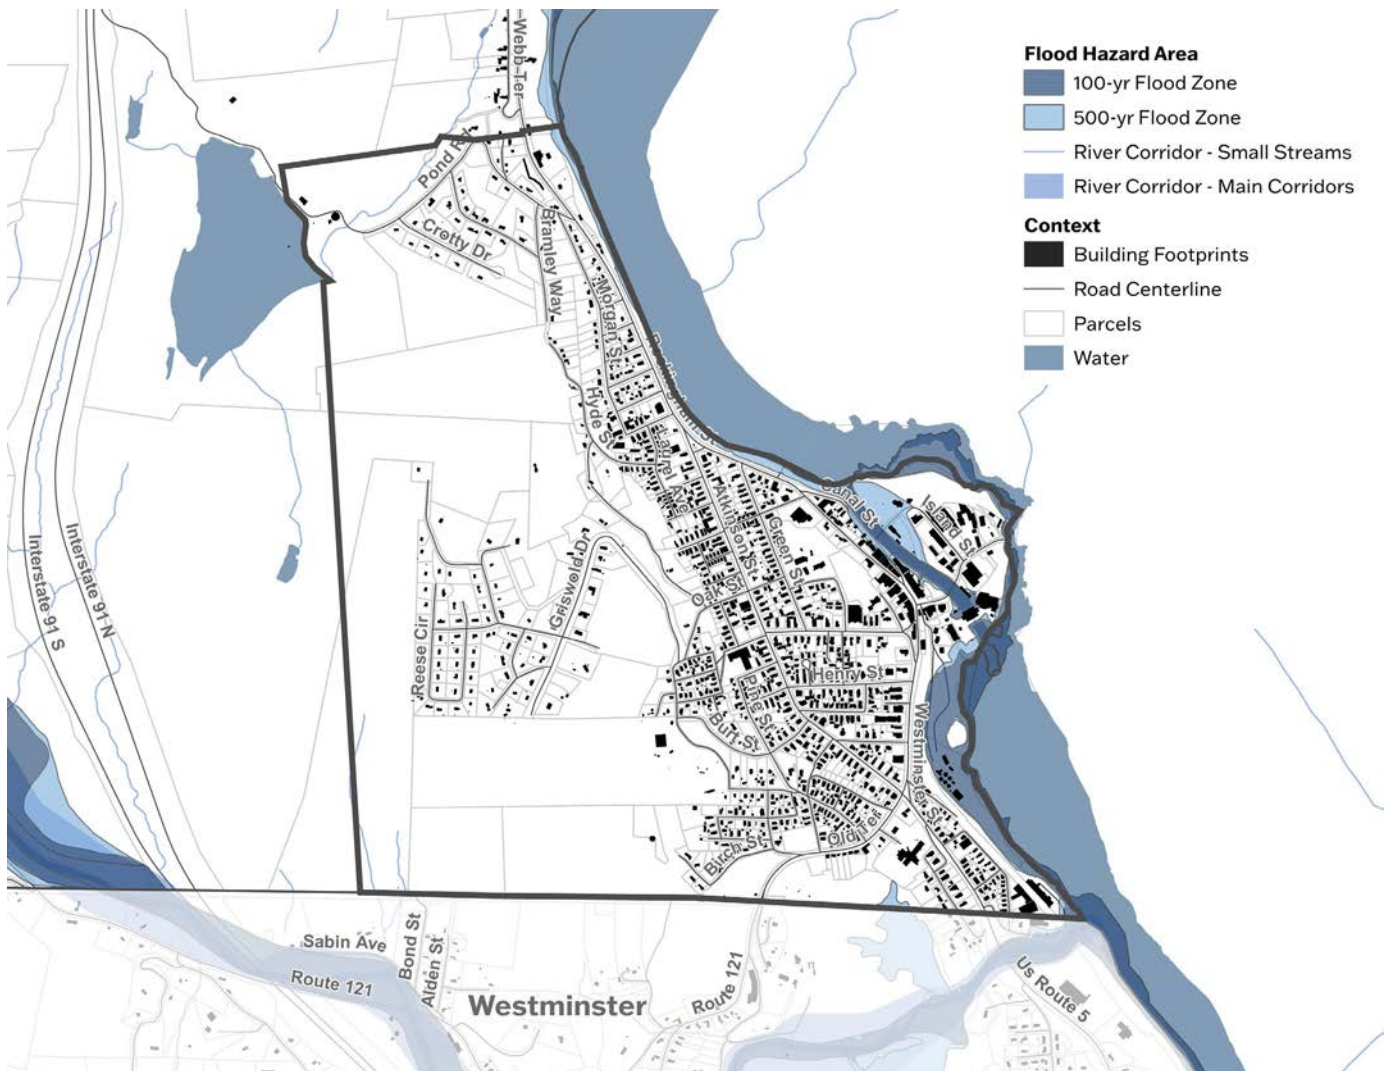 Webb Ter
Flood Hazard Area
100-yr Flood Zone
500-yr Flood Zone
River Corridor - Small Streams
River Corridor - Main Corridors
Context
Building Footprints
Road Centerline
Parcels
Water
Pond Rd
Crotty Dr
Bramley Way
Morgan St
Hyde St
Laurel Ave
Atkinson St
Green St
Canal St
Island St
Interstate 91 S
Interstate 91 N
Griswold Dr
Oak St
Reese Cir
Henry St
Pine St
Burt St
Westminster St
Old Ter
Birch St
Sabin Ave
Route 121
Bond St
Alden St
Westminster
Route 121
Us Route 5